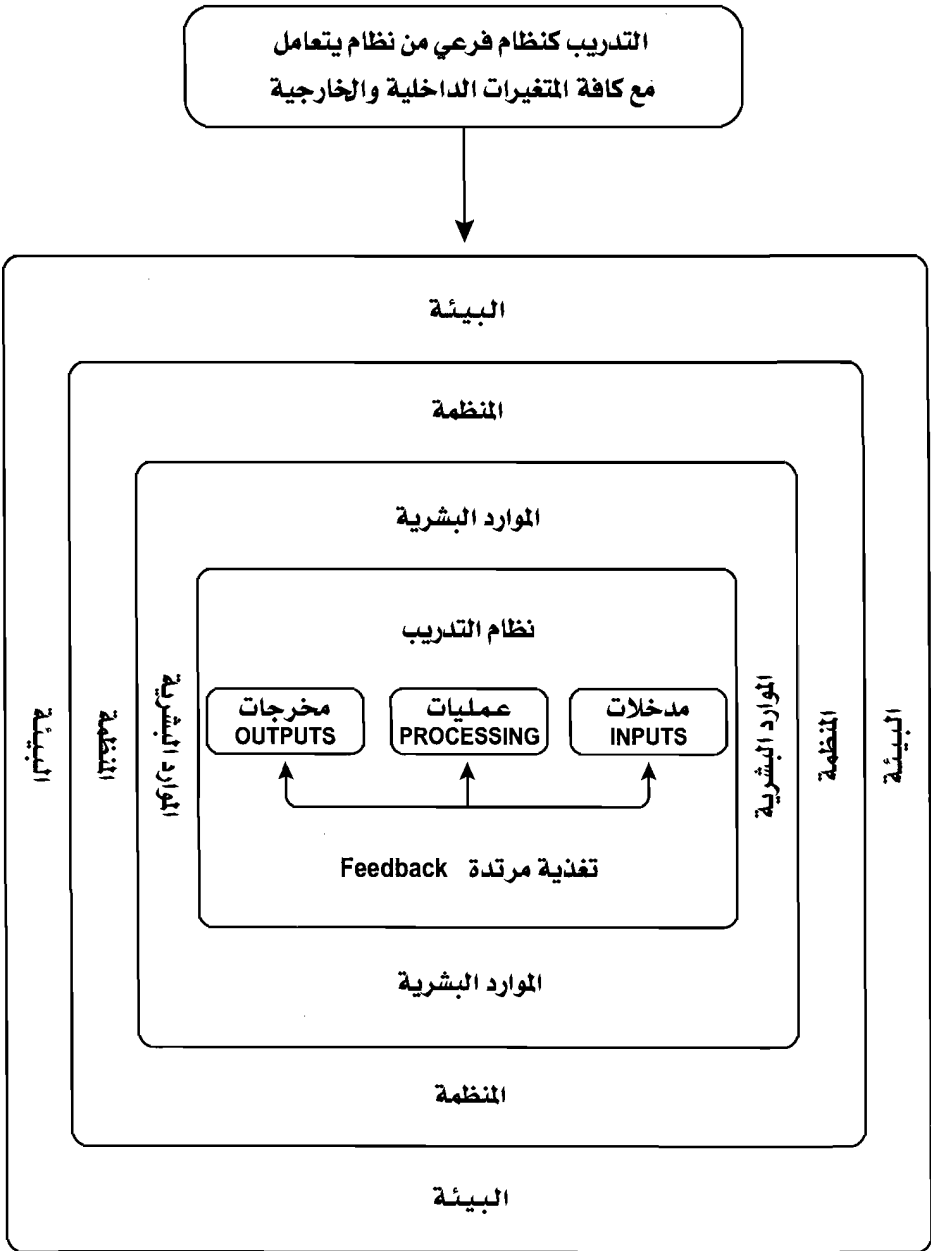 التدريب كنظام فرعي من نظام يتعامل
مع كافة المتغيرات الداخلية والخارجية
البيئة
المنظمة
الموارد البشرية
نظام التدريب
مدخلات
INPUTS
عمليات
PROCESSING
مخرجات
OUTPUTS
تغذية مرتدة Feedback
الموارد البشرية
المنظمة
البيئة
الموارد البشرية
المنظمة
البيئة
الموارد البشرية
المنظمة
البيئة